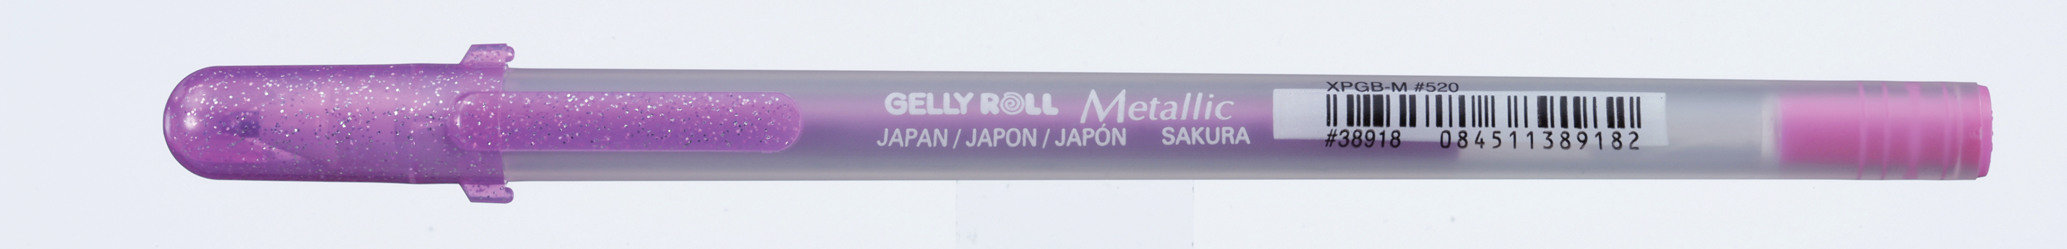 GELLY ROLL Metallic
JAPAN / JAPON / JAPÓN SAKURA
XPGB-M #520
#38918 084511389182